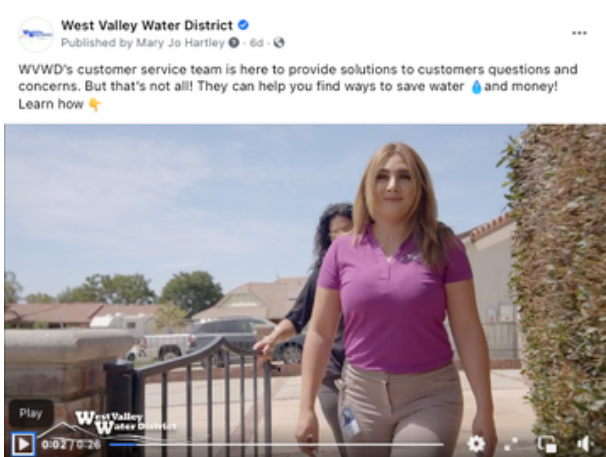 West Valley Water District
Published by Mary Jo Hartley · 6d ·
WVWD's customer service team is here to provide solutions to customers questions and
concerns. But that's not all! They can help you find ways to save water 💧and money!
Learn how 👇
Play
West Valley
Water District
0:02 / 0:26